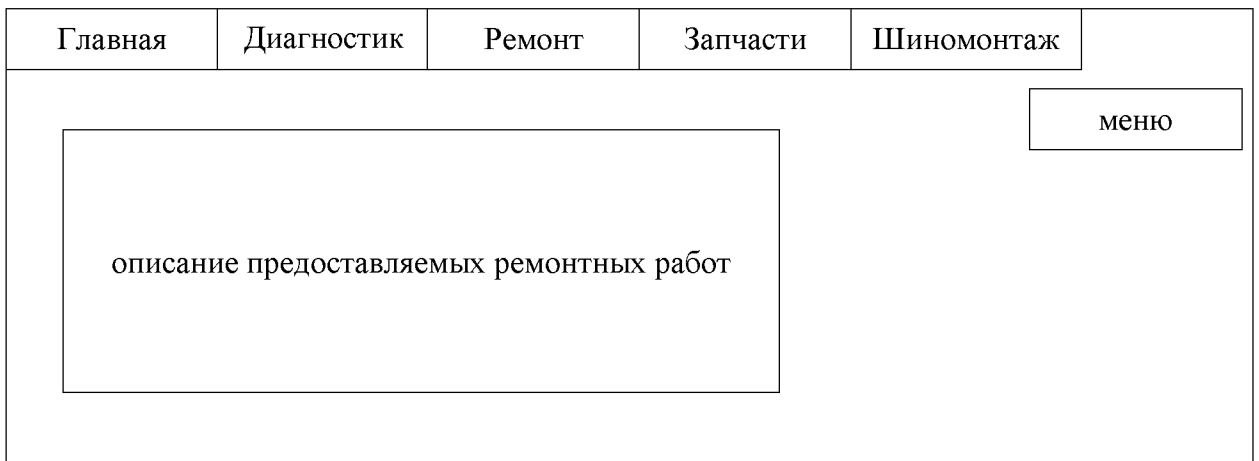 Главная
Диагностик
Ремонт
Запчасти
Шиномонтаж
меню
описание предоставляемых ремонтных работ